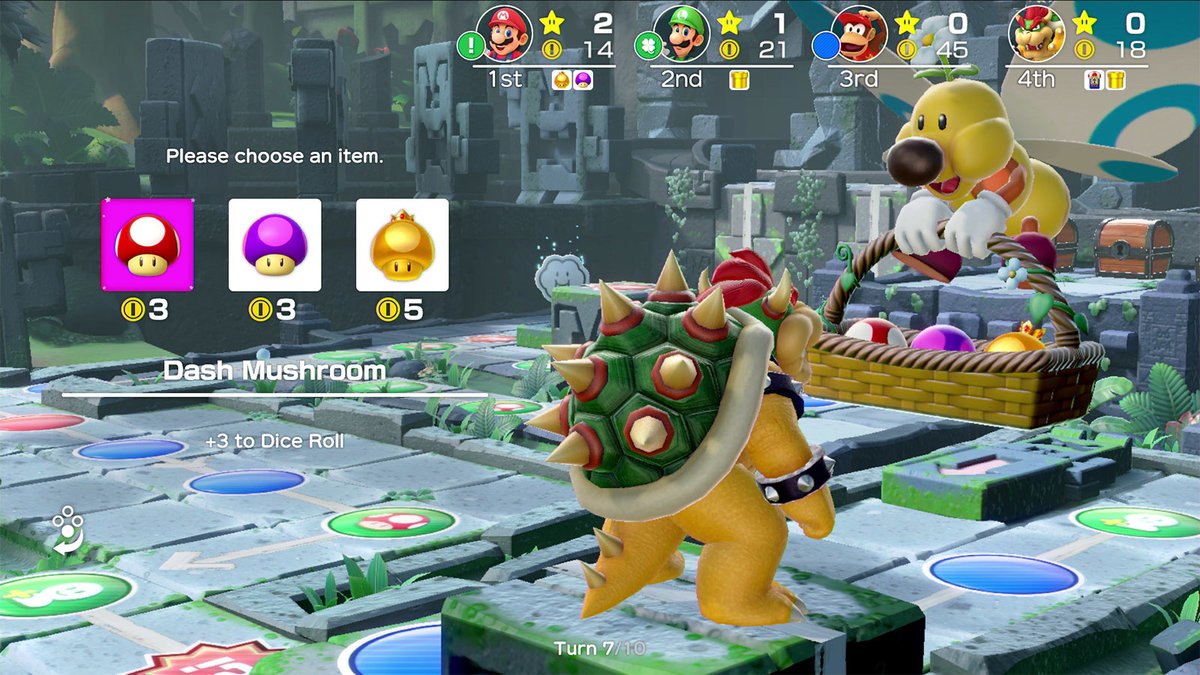 2
14
1st
1
21
2nd
0
45
3rd
0
18
4th
Please choose an item.
3
3
5
Dash Mushroom
+3 to Dice Roll
Turn 7/10